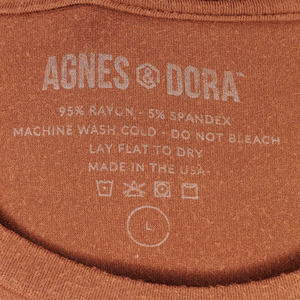 AGNES & DORA™
95% RAYON - 5% SPANDEX
MACHINE WASH COLD - DO NOT BLEACH
LAY FLAT TO DRY
MADE IN THE USA
L